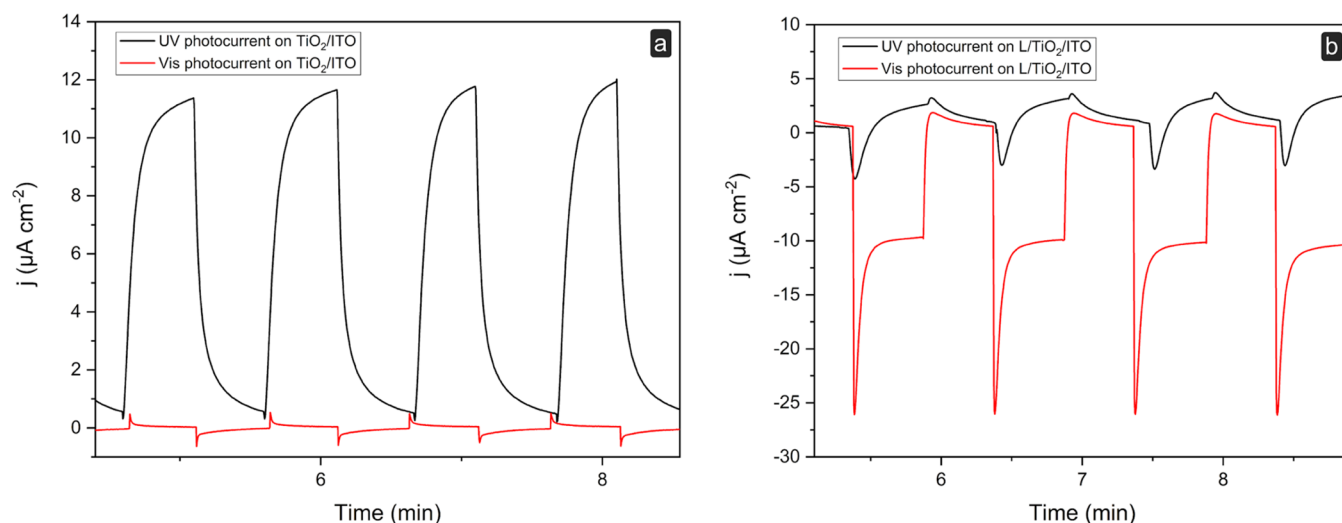 14
12
10
8
6
4
2
0
j (µA cm⁻²)
UV photocurrent on TiO₂/ITO
Vis photocurrent on TiO₂/ITO
a
6
7
8
Time (min)
10
5
0
-5
-10
-15
-20
-25
-30
j (µA cm⁻²)
UV photocurrent on L/TiO₂/ITO
Vis photocurrent on L/TiO₂/ITO
b
6
7
8
Time (min)